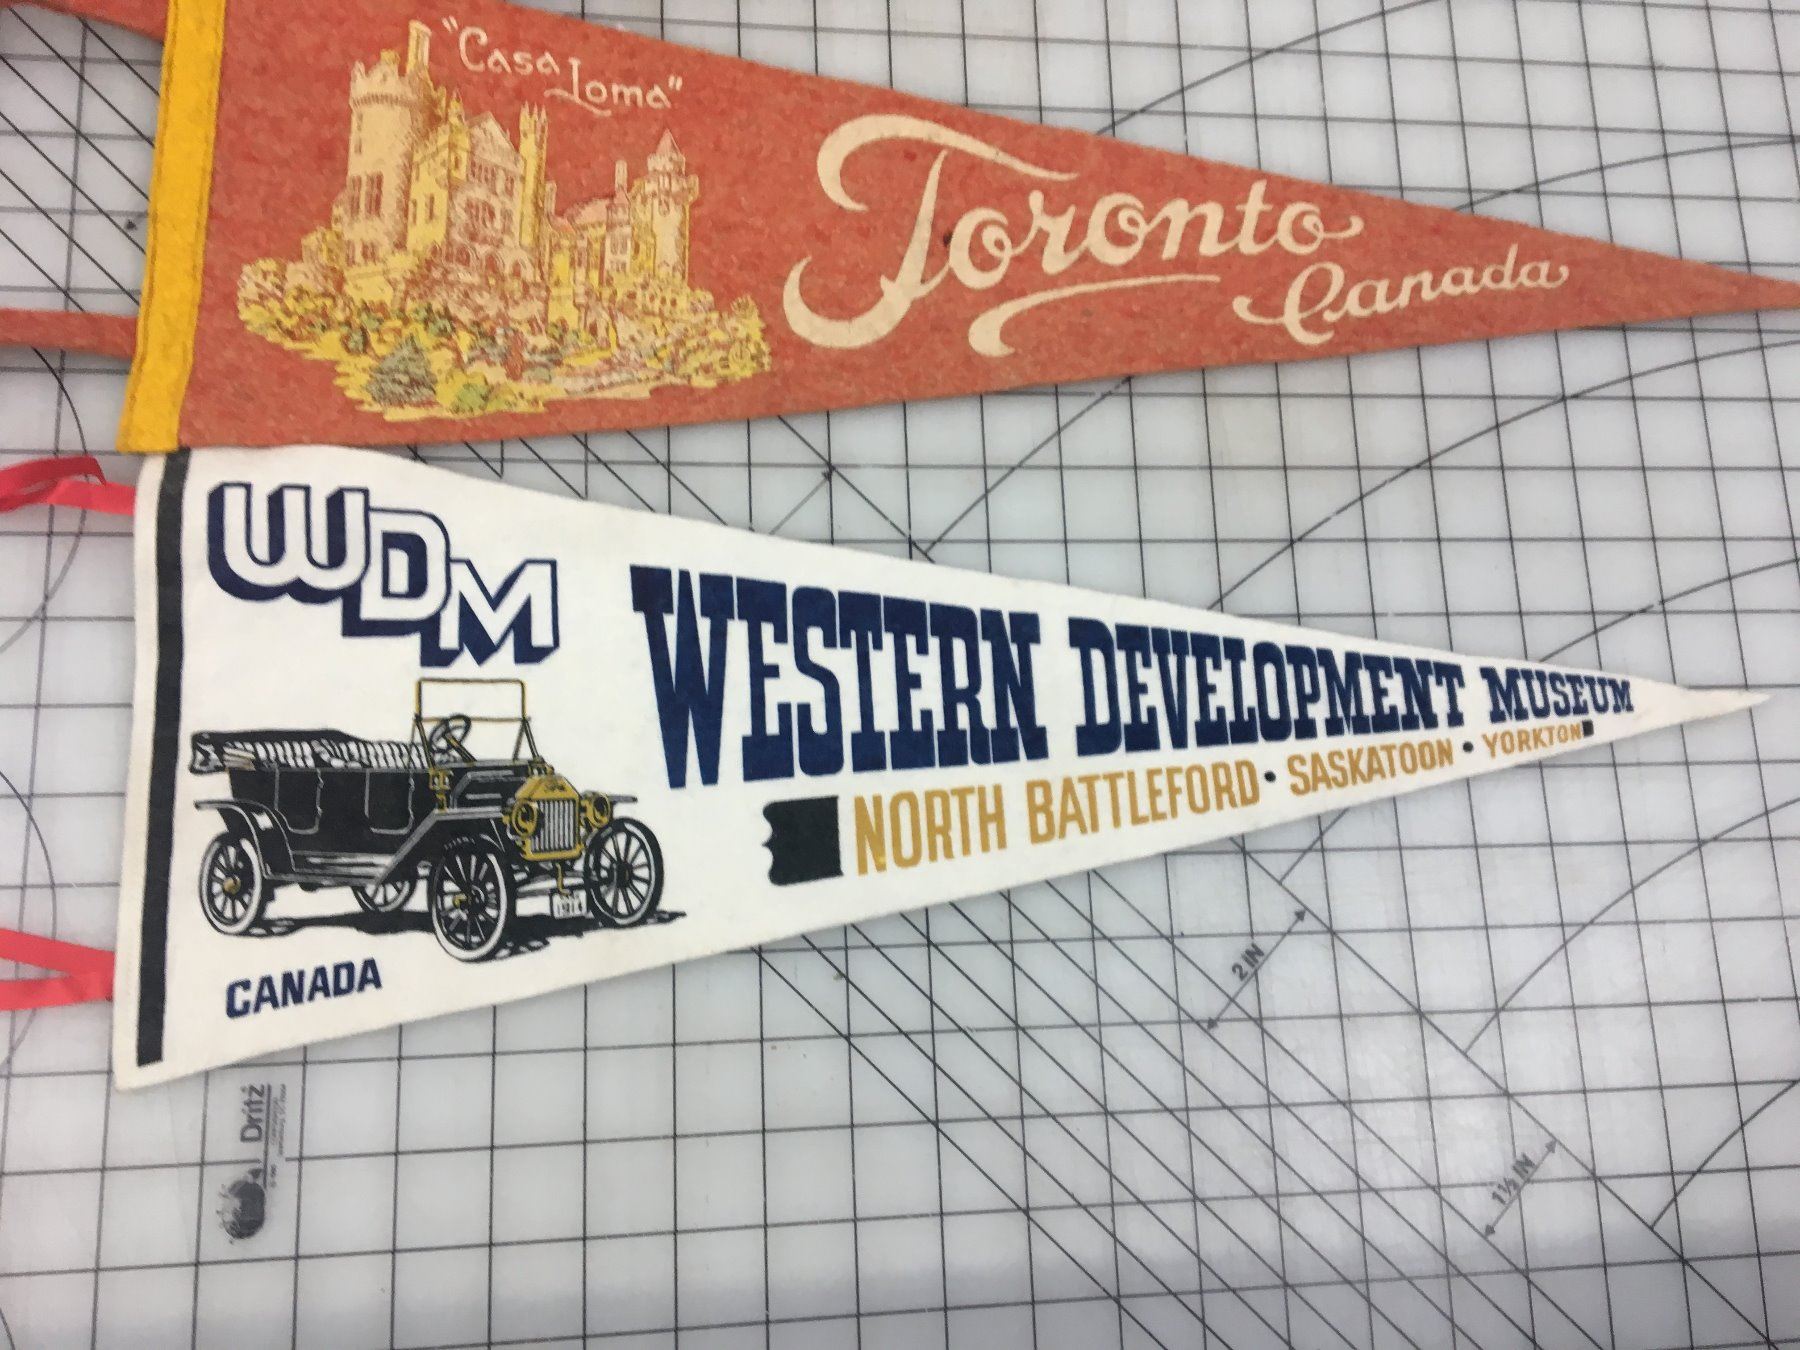 "Casa
Loma"
Toronto
Canada
WDM
WESTERN DEVELOPMENT MUSEUM
NORTH BATTLEFORD • SASKATOON • YORKTON
1914
CANADA
Dritz
2 IN
1½ IN